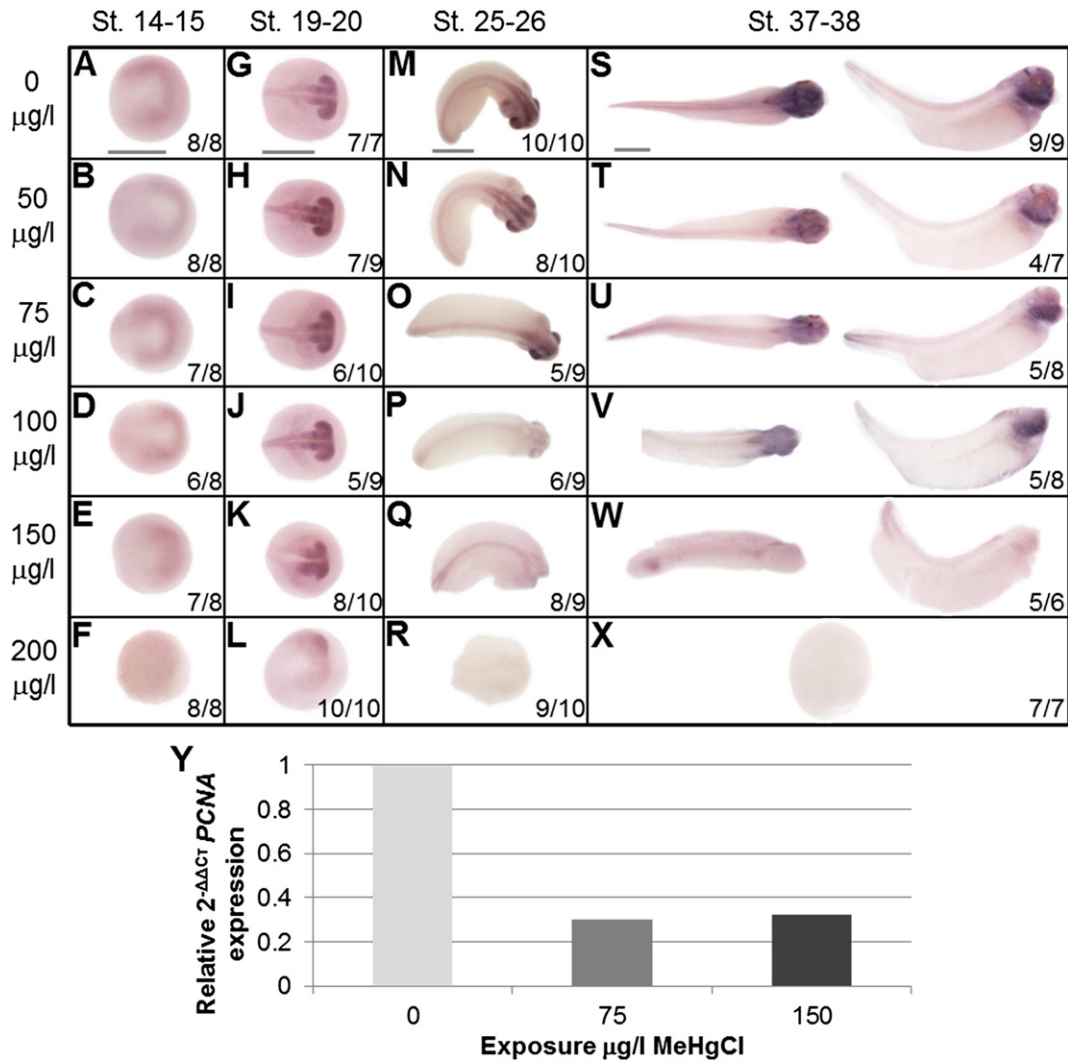 St. 14-15 St. 19-20 St. 25-26 St. 37-38
0 µg/l
A 8/8
G 7/7
M 10/10
S 9/9
50 µg/l
B 8/8
H 7/9
N 8/10
T 4/7
75 µg/l
C 7/8
I 6/10
O 5/9
U 5/8
100 µg/l
D 6/8
J 5/9
P 6/9
V 5/8
150 µg/l
E 7/8
K 8/10
Q 8/9
W 5/6
200 µg/l
F 8/8
L 10/10
R 9/10
X 7/7
Y
Relative 2-ΔΔCT PCNA
expression
1
0.8
0.6
0.4
0.2
0
0 75 150
Exposure µg/l MeHgCl